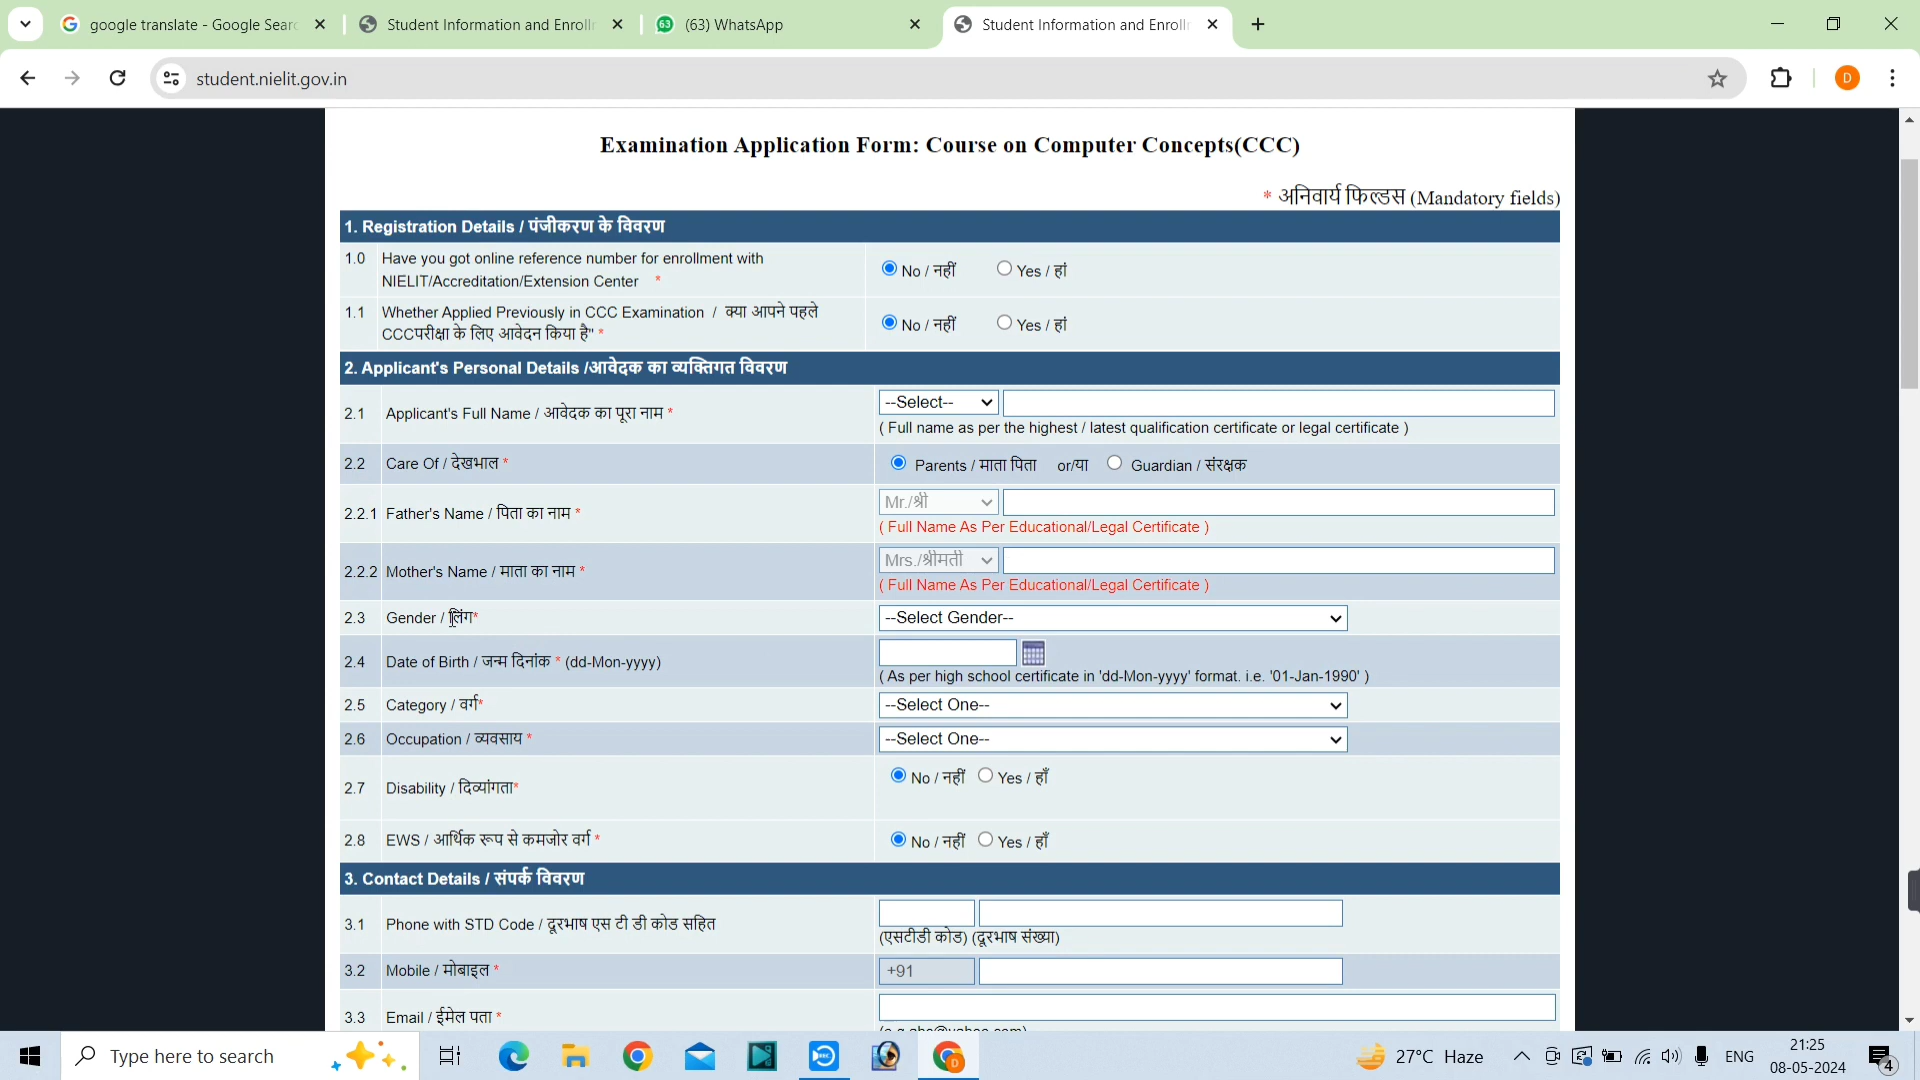 google translate - Google Searc
Student Information and Enrollr
63 (63) WhatsApp
Student Information and Enrollr
student.nielit.gov.in
D
Examination Application Form: Course on Computer Concepts(CCC)
* अनिवार्य फिल्डस (Mandatory fields)
1. Registration Details / पंजीकरण के विवरण
1.0 Have you got online reference number for enrollment with
NIELIT/Accreditation/Extension Center *
No / नहीं Yes / हां
1.1 Whether Applied Previously in CCC Examination / क्या आपने पहले
CCCपरीक्षा के लिए आवेदन किया है" *
No / नहीं Yes / हां
2. Applicant's Personal Details /आवेदक का व्यक्तिगत विवरण
2.1 Applicant's Full Name / आवेदक का पूरा नाम *
--Select--
( Full name as per the highest / latest qualification certificate or legal certificate )
2.2 Care Of / देखभाल *
Parents / माता पिता or/या Guardian / संरक्षक
2.2.1 Father's Name / पिता का नाम *
Mr./श्री
( Full Name As Per Educational/Legal Certificate )
2.2.2 Mother's Name / माता का नाम *
Mrs./श्रीमती
( Full Name As Per Educational/Legal Certificate )
2.3 Gender / लिंग*
--Select Gender--
2.4 Date of Birth / जन्म दिनांक * (dd-Mon-yyyy)
( As per high school certificate in 'dd-Mon-yyyy' format. i.e. '01-Jan-1990' )
2.5 Category / वर्ग*
--Select One--
2.6 Occupation / व्यवसाय *
--Select One--
2.7 Disability / दिव्यांगता*
No / नहीं Yes / हाँ
2.8 EWS / आर्थिक रूप से कमजोर वर्ग *
No / नहीं Yes / हाँ
3. Contact Details / संपर्क विवरण
3.1 Phone with STD Code / दूरभाष एस टी डी कोड सहित
(एसटीडी कोड) (दूरभाष संख्या)
3.2 Mobile / मोबाइल *
+91
3.3 Email / ईमेल पता *
Type here to search
27°C Haze
ENG
21:25
08-05-2024
4